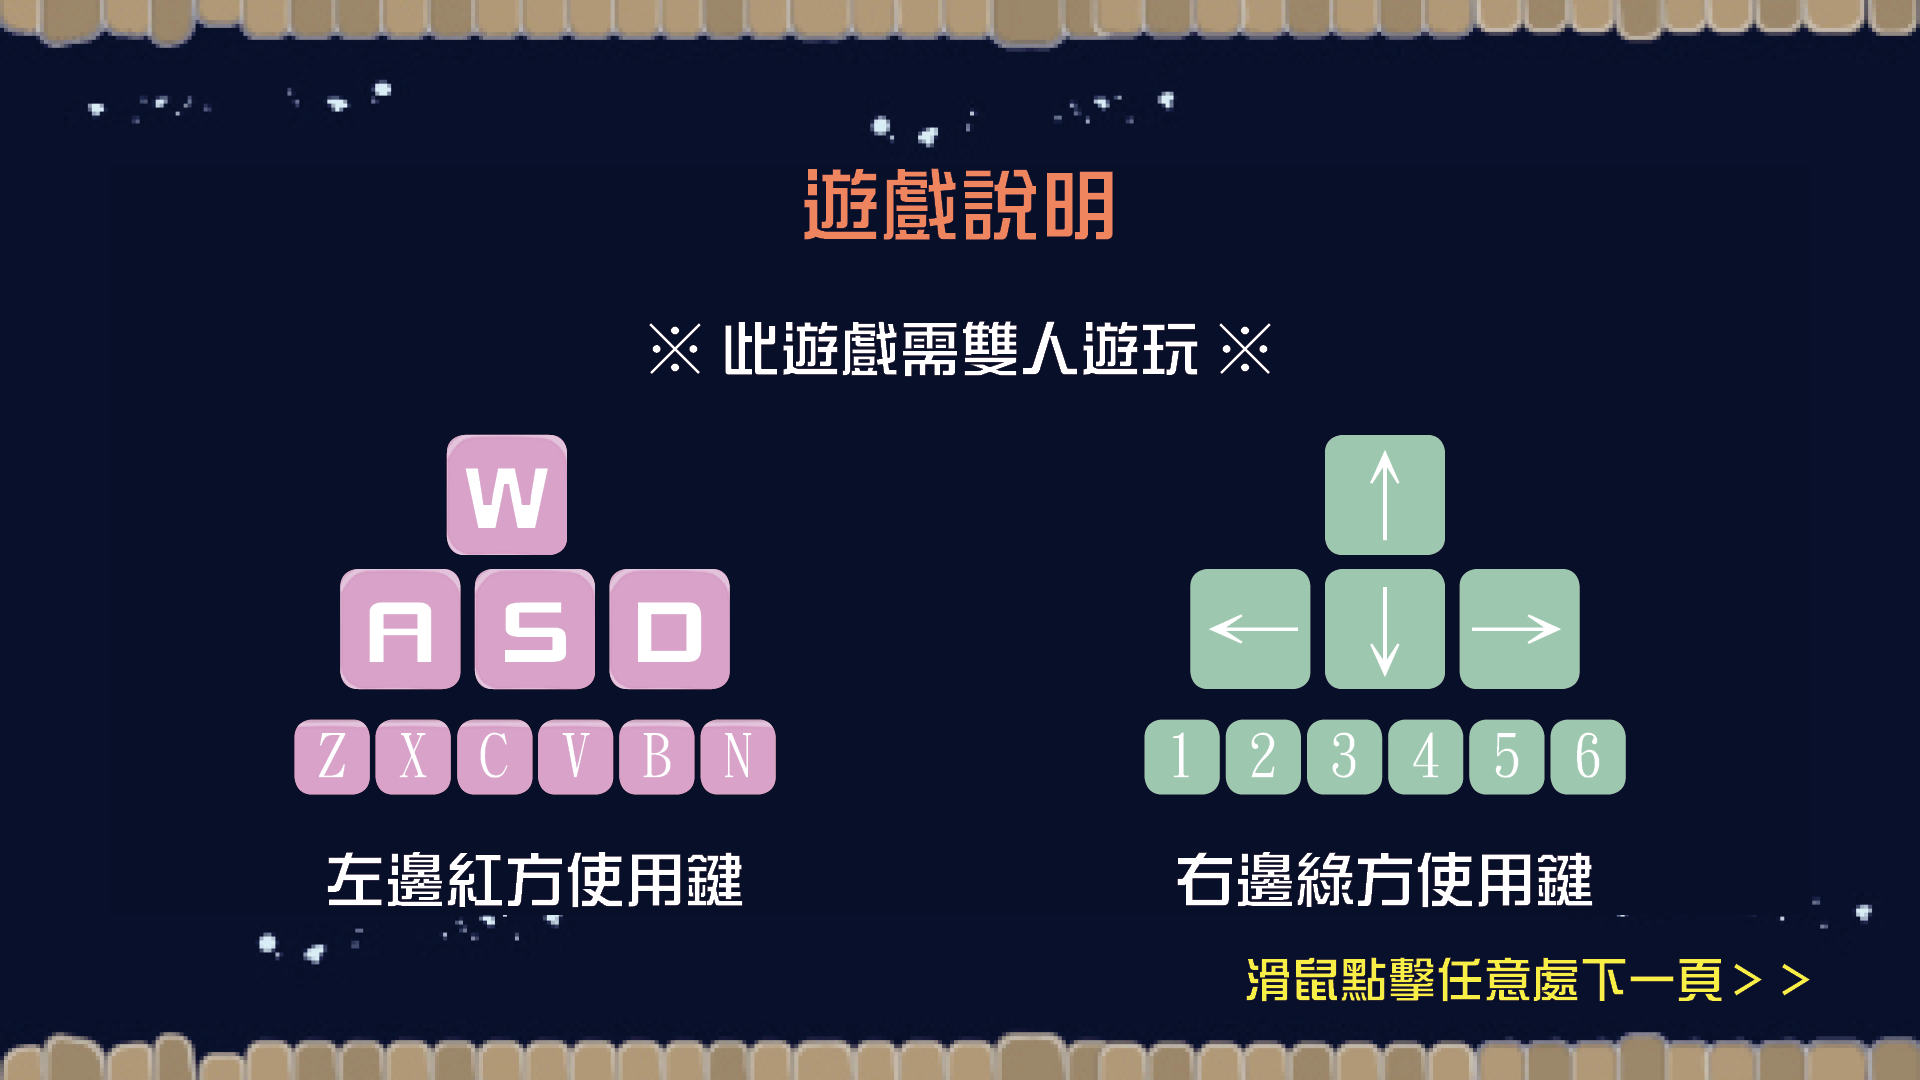 遊戲說明
※ 此遊戲需雙人遊玩 ※
W
A S D
Z X C V B N
左邊紅方使用鍵
↑
← ↓ →
1 2 3 4 5 6
右邊綠方使用鍵
滑鼠點擊任意處下一頁＞＞